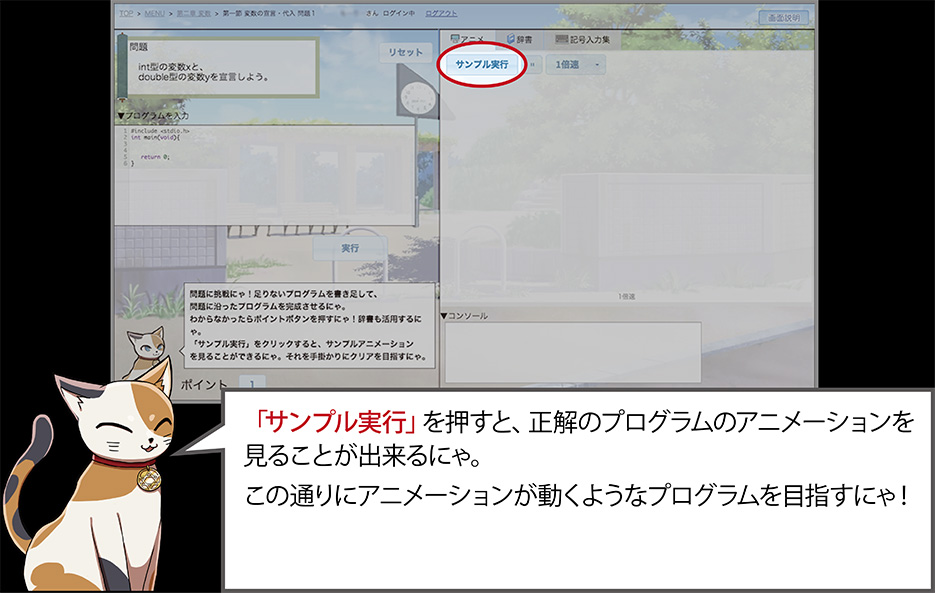 TOP > MENU > 第二章 変数 > 第一節 変数の宣言・代入 問題1 さん ログイン中 ログアウト
画面説明
問題
int型の変数xと、
double型の変数yを宣言しよう。
リセット
▼プログラムを入力
1 #include <stdio.h>
2 int main(void){
3
4
5 return 0;
6 }
実行
アニメ 辞書 記号入力集
サンプル実行 1倍速
1倍速
▼コンソール
問題に挑戦にゃ！足りないプログラムを書き足して、
問題に沿ったプログラムを完成させるにゃ。
わからなかったらポイントボタンを押すにゃ！辞書も活用するに
ゃ。
「サンプル実行」をクリックすると、サンプルアニメーション
を見ることができるにゃ。それを手掛かりにクリアを目指すにゃ。
ポイント 1
「サンプル実行」を押すと、正解のプログラムのアニメーションを
見ることが出来るにゃ。
この通りにアニメーションが動くようなプログラムを目指すにゃ！